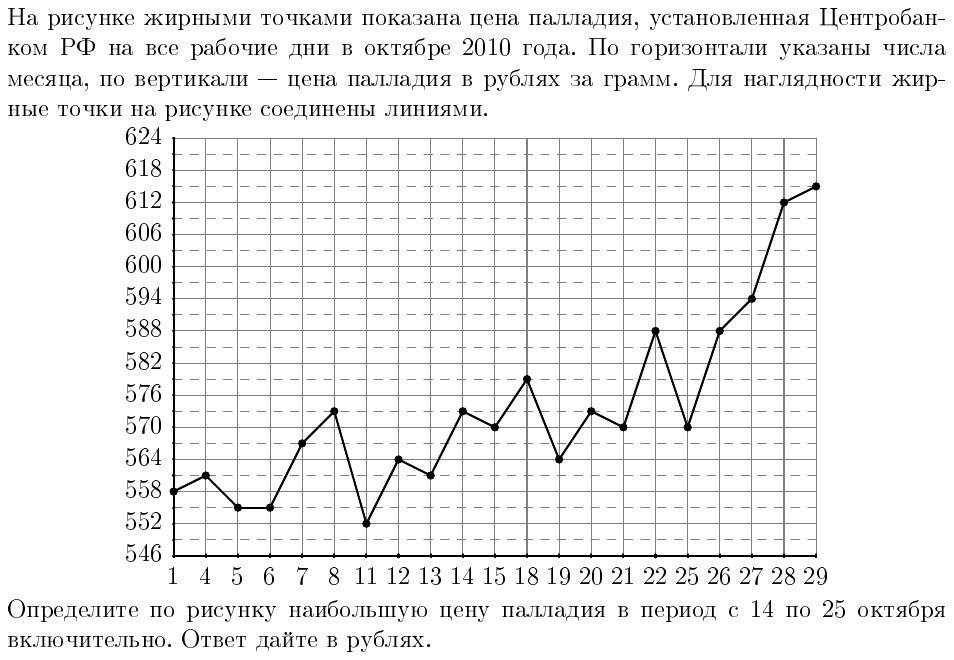 На рисунке жирными точками показана цена палладия, установленная Центробан-
ком РФ на все рабочие дни в октябре 2010 года. По горизонтали указаны числа
месяца, по вертикали — цена палладия в рублях за грамм. Для наглядности жир-
ные точки на рисунке соединены линиями.
624
618
612
606
600
594
588
582
576
570
564
558
552
546
1 4 5 6 7 8 11 12 13 14 15 18 19 20 21 22 25 26 27 28 29
Определите по рисунку наибольшую цену палладия в период с 14 по 25 октября
включительно. Ответ дайте в рублях.